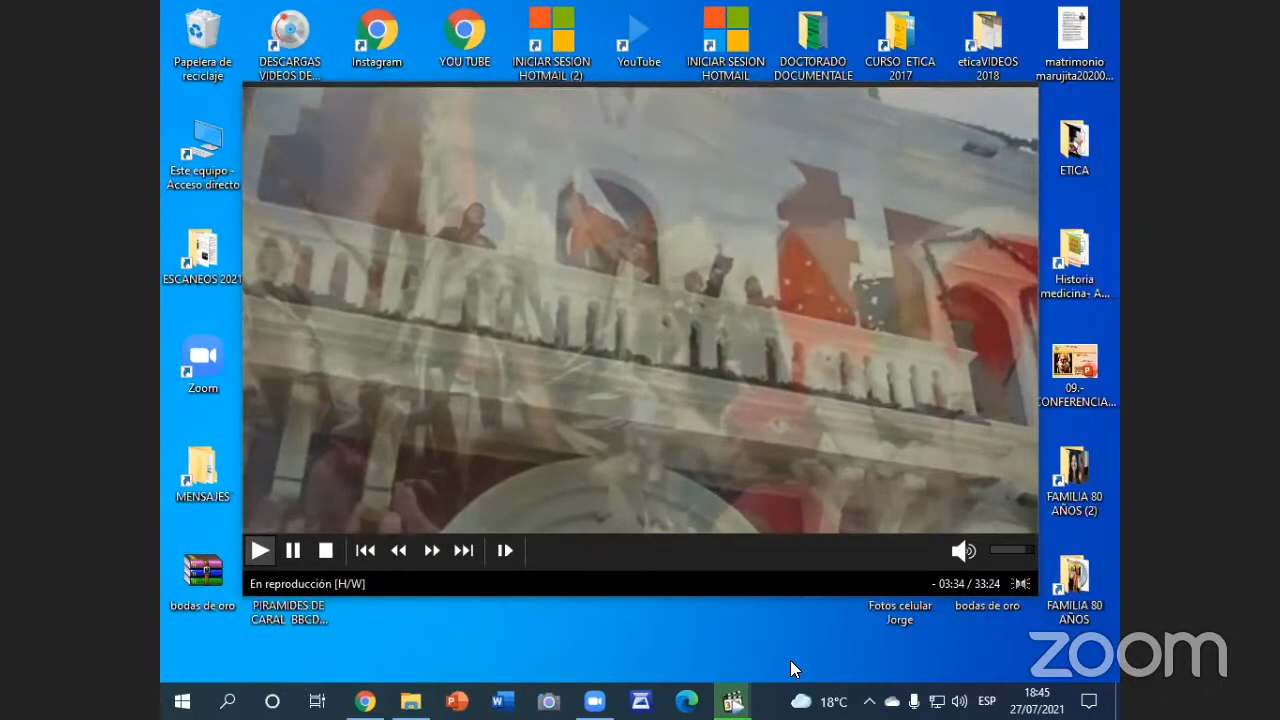 Papelera de
reciclaje
DESCARGAS
VIDEOS DE...
Instagram
YOU TUBE
INICIAR SESION
HOTMAIL (2)
YouTube
INICIAR SESION
HOTMAIL
DOCTORADO
DOCUMENTALE
CURSO ETICA
2017
eticaVIDEOS
2018
matrimonio
marujita20200...
Este equipo -
Acceso directo
ETICA
ESCANEOS 2021
Historia
medicina- A...
Zoom
09.-
CONFERENCIA...
MENSAJES
FAMILIA 80
AÑOS (2)
En reproducción [H/W]
- 03:34 / 33:24
bodas de oro
PIRAMIDES DE
CARAL BBCD...
Fotos celular
Jorge
bodas de oro
FAMILIA 80
AÑOS
zoom
18°C
ESP
18:45
27/07/2021